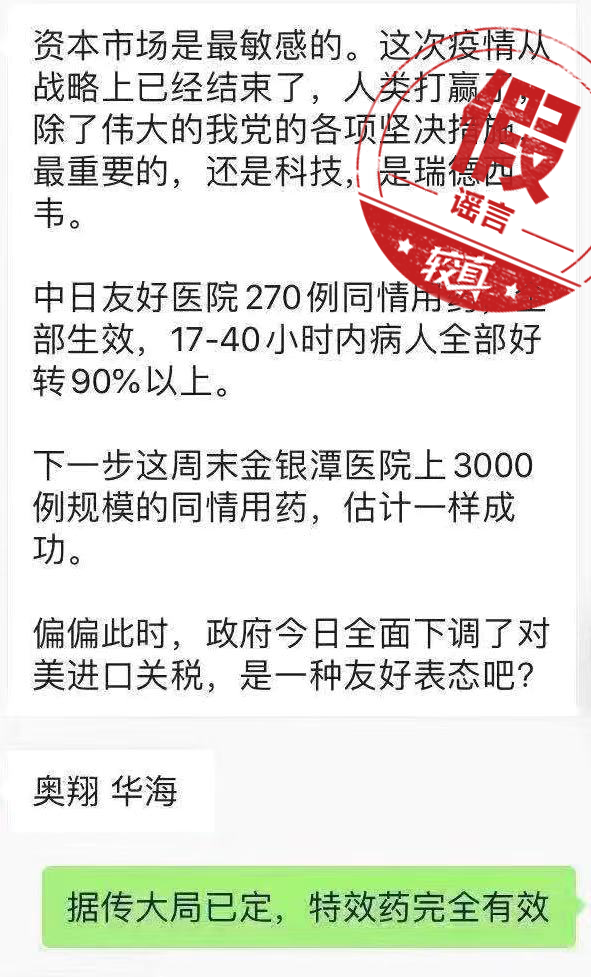 资本市场是最敏感的。这次疫情从
战略上已经结束了，人类打赢了，
除了伟大的我党的各项坚决措施，
最重要的，还是科技，是瑞德西
韦。
中日友好医院270例同情用药，全
部生效，17-40小时内病人全部好
转90%以上。
下一步这周末金银潭医院上3000
例规模的同情用药，估计一样成
功。
偏偏此时，政府今日全面下调了对
美进口关税，是一种友好表态吧？
奥翔 华海
据传大局已定，特效药完全有效
假
谣言
较真